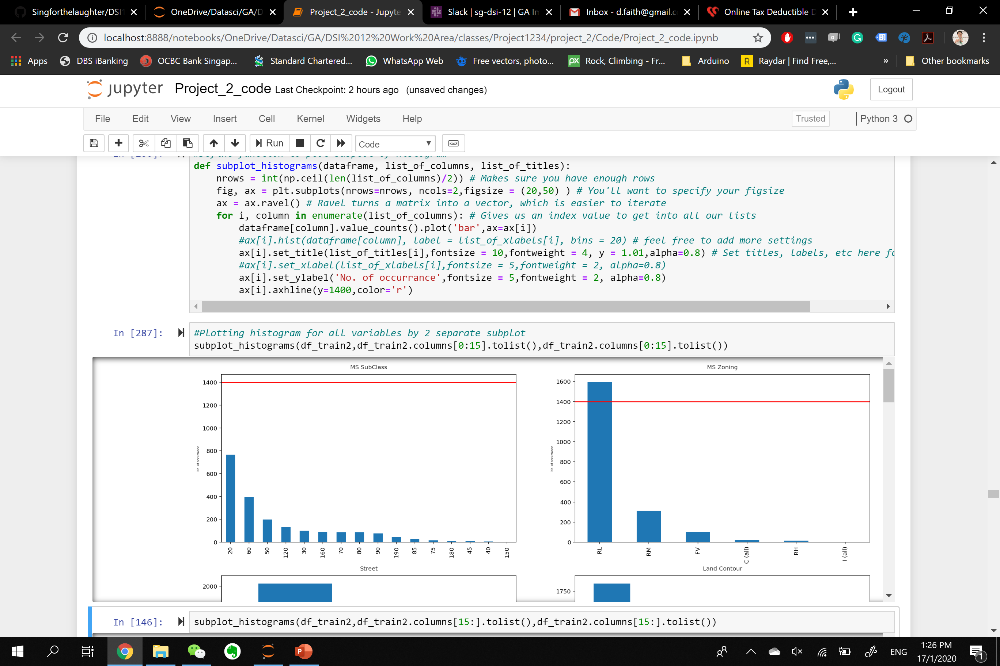 Singforthelaughter/DSI1
OneDrive/Datasci/GA/D
Project_2_code - Jupyte
Slack | sg-dsi-12 | GA Im
Inbox - d.faith@gmail.c
Online Tax Deductible D
localhost:8888/notebooks/OneDrive/Datasci/GA/DSI%2012%20Work%20Area/classes/Project1234/project_2/Code/Project_2_code.ipynb
Apps DBS iBanking OCBC Bank Singap... Standard Chartered... WhatsApp Web Free vectors, photo... px Rock, Climbing - Fr... Arduino R Raydar | Find Free,... » Other bookmarks
jupyter Project_2_code Last Checkpoint: 2 hours ago (unsaved changes) Logout
File Edit View Insert Cell Kernel Widgets Help Trusted Python 3
Run Code
#Define function to plot subplot of histogram
def subplot_histograms(dataframe, list_of_columns, list_of_titles):
nrows = int(np.ceil(len(list_of_columns)/2)) # Makes sure you have enough rows
fig, ax = plt.subplots(nrows=nrows, ncols=2,figsize = (20,50) ) # You'll want to specify your figsize
ax = ax.ravel() # Ravel turns a matrix into a vector, which is easier to iterate
for i, column in enumerate(list_of_columns): # Gives us an index value to get into all our lists
dataframe[column].value_counts().plot('bar',ax=ax[i])
#ax[i].hist(dataframe[column], label = list_of_xlabels[i], bins = 20) # feel free to add more settings
ax[i].set_title(list_of_titles[i],fontsize = 10,fontweight = 4, y = 1.01,alpha=0.8) # Set titles, labels, etc here fo
#ax[i].set_xlabel(list_of_xlabels[i],fontsize = 5,fontweight = 2, alpha=0.8)
ax[i].set_ylabel('No. of occurrance',fontsize = 5,fontweight = 2, alpha=0.8)
ax[i].axhline(y=1400,color='r')
In [287]:
#Plotting histogram for all variables by 2 separate subplot
subplot_histograms(df_train2,df_train2.columns[0:15].tolist(),df_train2.columns[0:15].tolist())
MS SubClass
1400
1200
1000
800
600
400
200
0
No. of occurrance
20 60 50 120 30 160 70 80 90 190 85 75 180 45 40 150
MS Zoning
1600
1400
1200
1000
800
600
400
200
0
No. of occurrance
RL RM FV C (all) RH I (all)
Street
2000
Land Contour
1750
In [146]:
subplot_histograms(df_train2,df_train2.columns[15:].tolist(),df_train2.columns[15:].tolist())
ENG
1:26 PM
17/1/2020
1